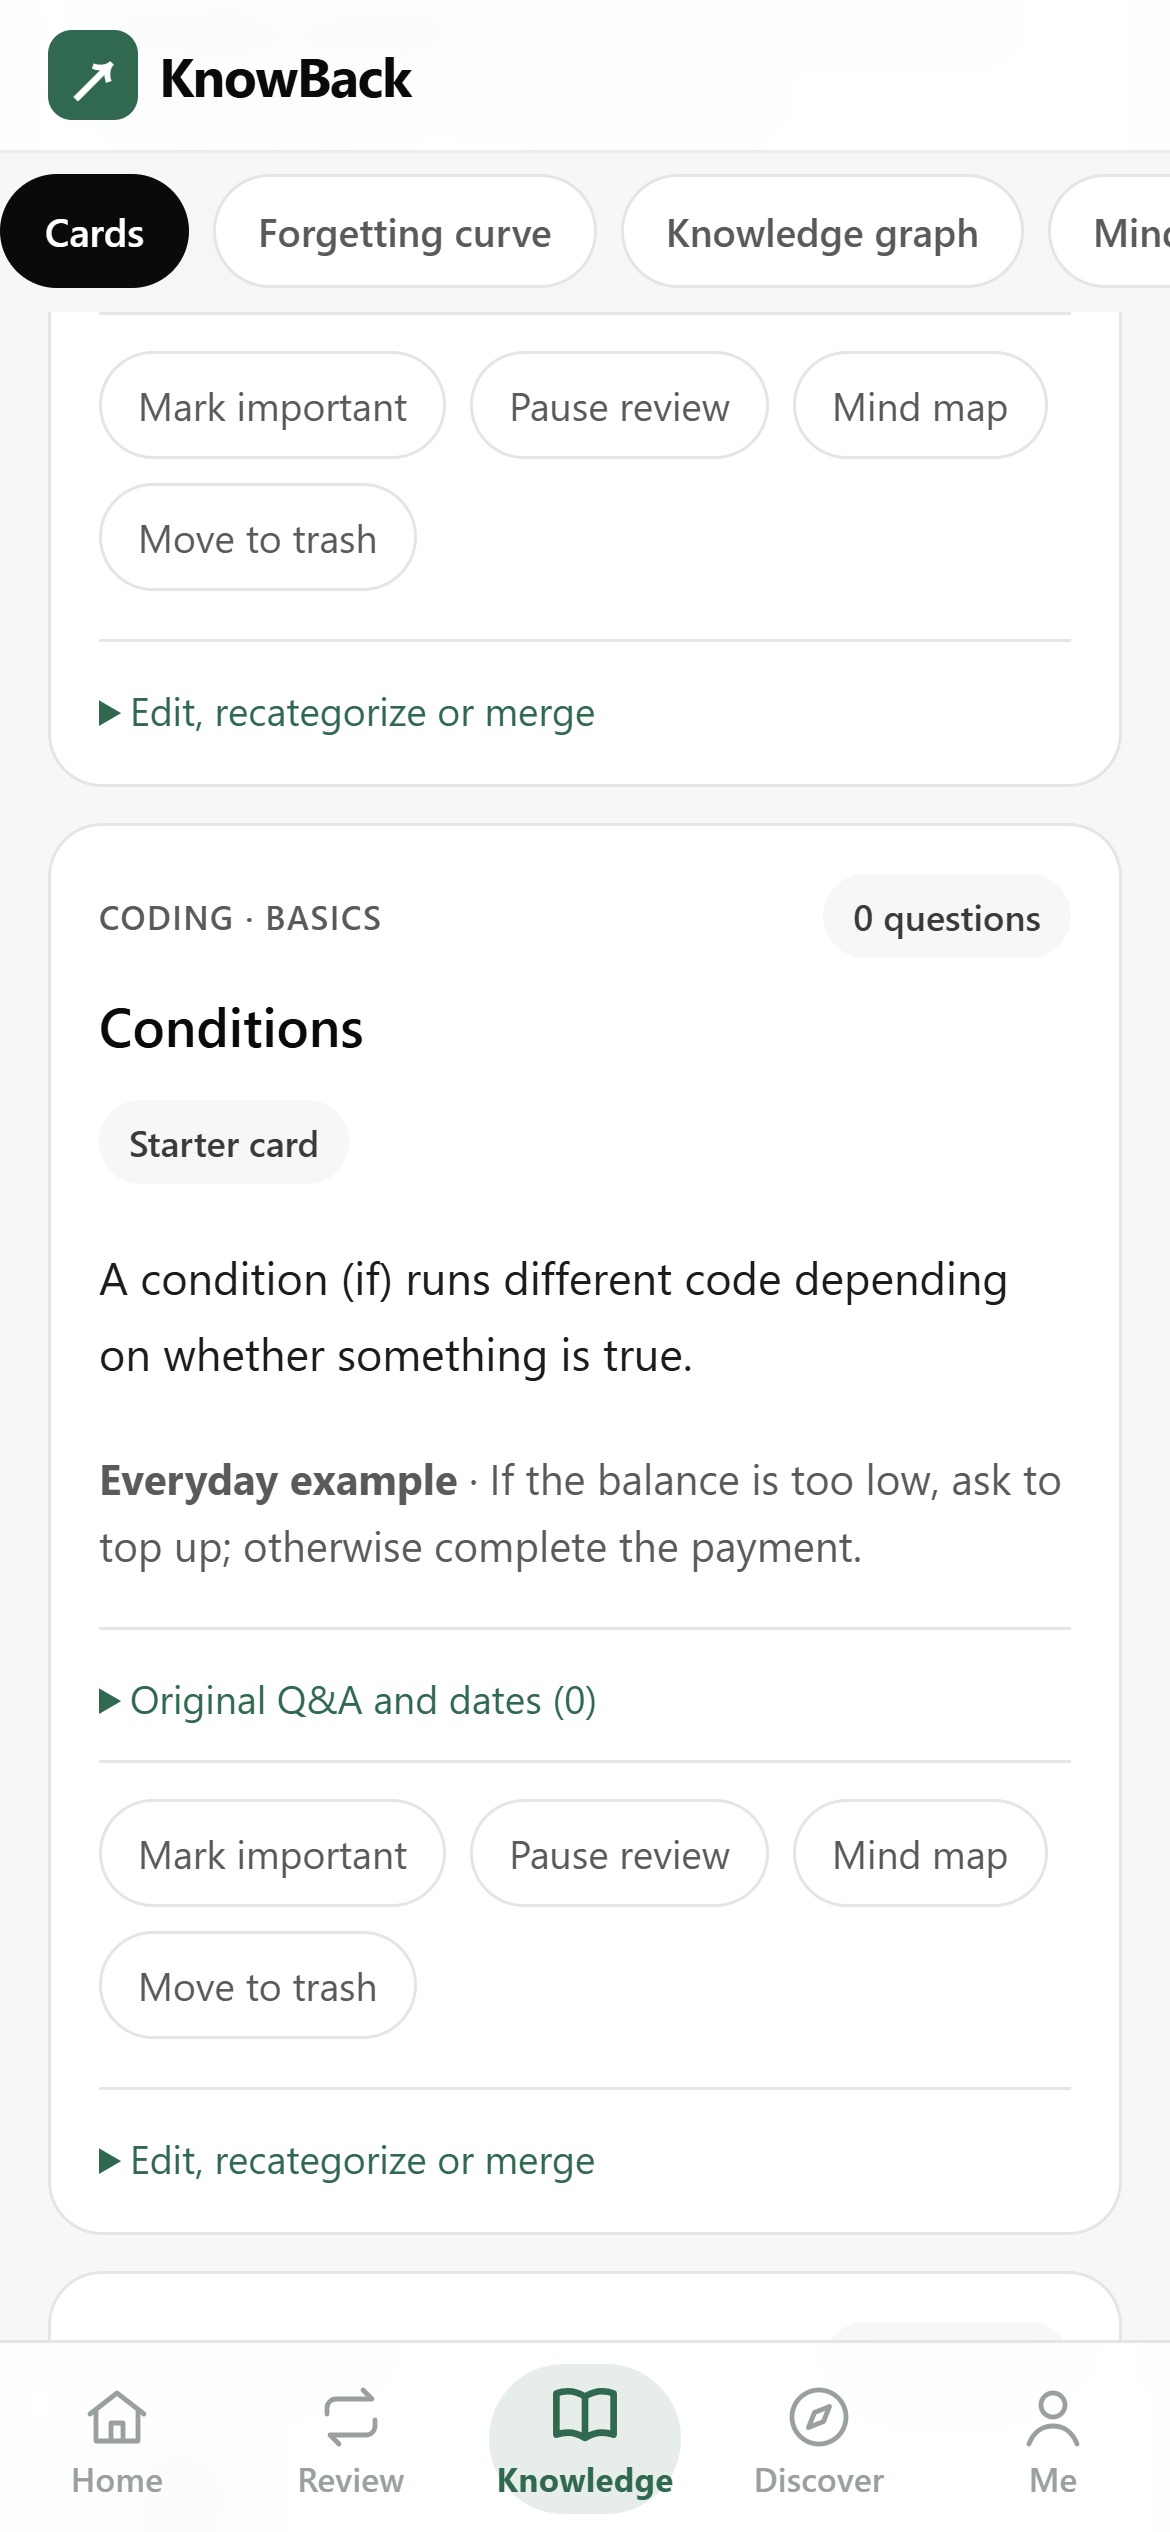 KnowBack
Cards
Forgetting curve
Knowledge graph
Mark important
Pause review
Mind map
Move to trash
Edit, recategorize or merge
CODING · BASICS
0 questions
Conditions
Starter card
A condition (if) runs different code depending
on whether something is true.
Everyday example · If the balance is too low, ask to
top up; otherwise complete the payment.
Original Q&A and dates (0)
Mark important
Pause review
Mind map
Move to trash
Edit, recategorize or merge
Home
Review
Knowledge
Discover
Me